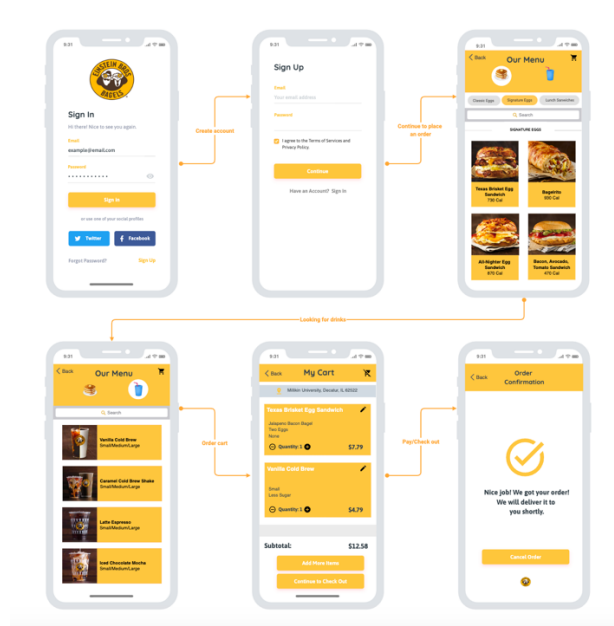 9:31
EINSTEIN BROS
BAGELS
Sign In
Hi there! Nice to see you again.
Email
example@email.com
Password
Sign in
or use one of your social profiles
Twitter
Facebook
Forgot Password?
Sign Up
Create account
9:31
Sign Up
Email
Your email address
Password
I agree to the Terms of Services and
Privacy Policy.
Continue
Have an Account? Sign In
Continue to place
an order
9:31
Back
Our Menu
Classic Eggs
Signature Eggs
Lunch Sandwiches
Search
SIGNATURE EGGS
Texas Brisket Egg
Sandwich
730 Cal
Bagelrito
950 Cal
All-Nighter Egg
Sandwich
870 Cal
Bacon, Avocado,
Tomato Sandwich
470 Cal
Looking for drinks
9:31
Back
Our Menu
Search
Vanilla Cold Brew
Small/Medium/Large
Caramel Cold Brew Shake
Small/Medium/Large
Latte Espresso
Small/Medium/Large
Iced Chocolate Mocha
Small/Medium/Large
Order cart
9:31
Back
My Cart
Millikin University, Decatur, IL 62522
Texas Brisket Egg Sandwich
Jalapeno Bacon Bagel
Two Eggs
None
Quantity: 1
$7.79
Vanilla Cold Brew
Small
Less Sugar
Quantity: 1
$4.79
Subtotal:
$12.58
Add More Items
Continue to Check Out
Pay/Check out
9:31
Back
Order
Confirmation
Nice job! We got your order!
We will deliver it to
you shortly.
Cancel Order